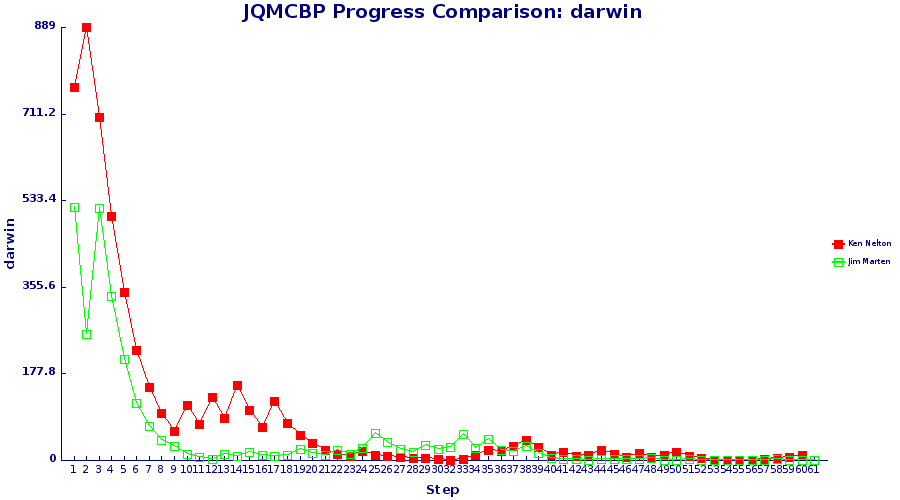 JQMCBP Progress Comparison: darwin
889
711.2
533.4
355.6
177.8
0
darwin
1 2 3 4 5 6 7 8 9 10 11 12 13 14 15 16 17 18 19 20 21 22 23 24 25 26 27 28 29 30 31 32 33 34 35 36 37 38 39 40 41 42 43 44 45 46 47 48 49 50 51 52 53 54 55 56 57 58 59 60 61
Step
Ken Nelton
Jim Marten